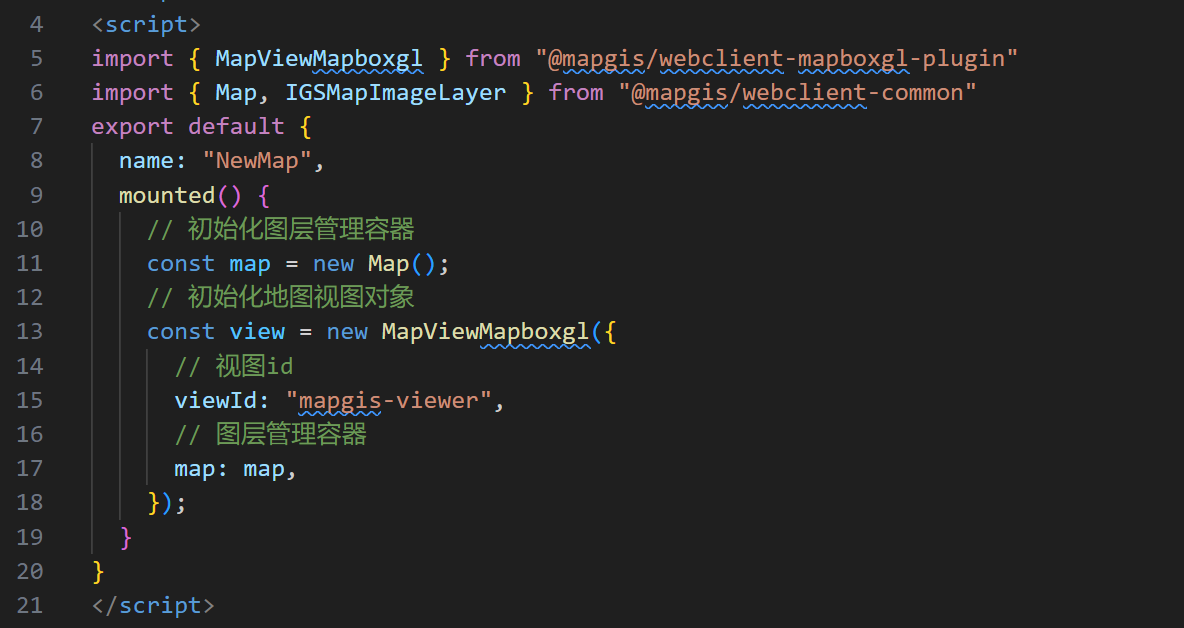 4 <script>
5 import { MapViewMapboxgl } from "@mapgis/webclient-mapboxgl-plugin"
6 import { Map, IGSMapImageLayer } from "@mapgis/webclient-common"
7 export default {
8 name: "NewMap",
9 mounted() {
10 // 初始化图层管理容器
11 const map = new Map();
12 // 初始化地图视图对象
13 const view = new MapViewMapboxgl({
14 // 视图id
15 viewId: "mapgis-viewer",
16 // 图层管理容器
17 map: map,
18 });
19 }
20 }
21 </script>